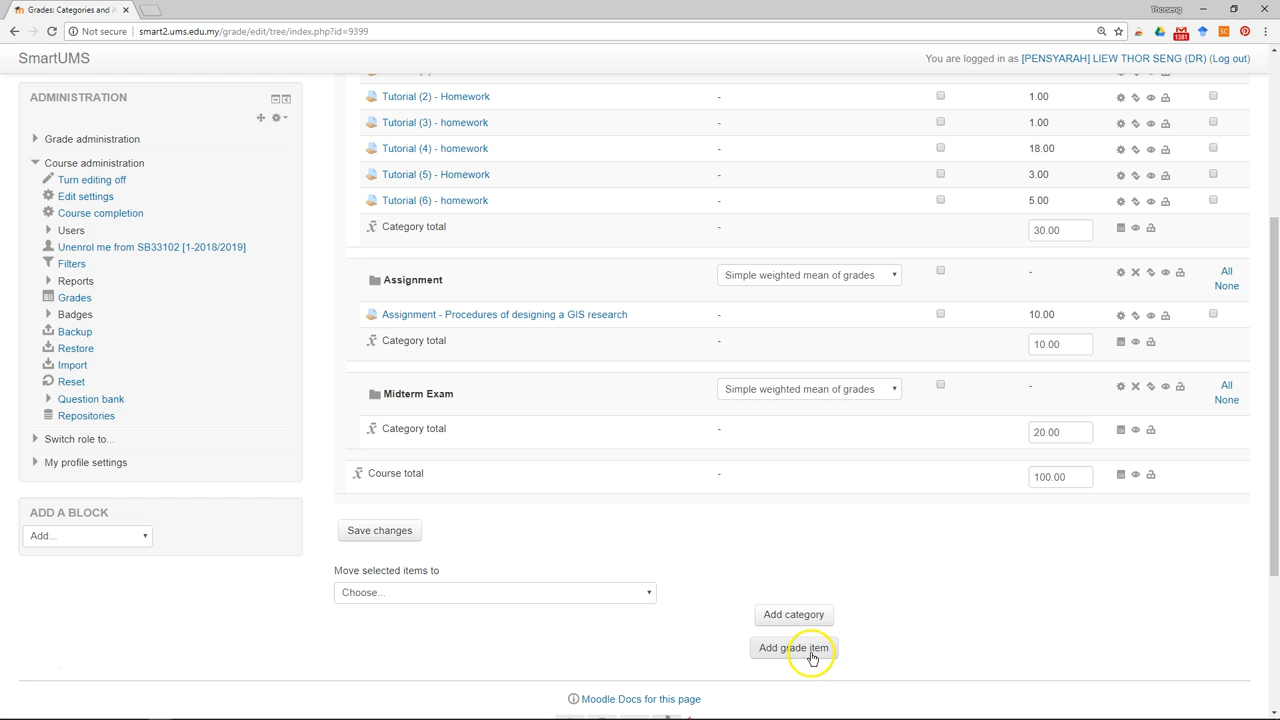 Grades: Categories and it
Thorseng
Not secure
smart2.ums.edu.my/grade/edit/tree/index.php?id=9399
1381
SC
SmartUMS
You are logged in as [PENSYARAH] LIEW THOR SENG (DR) (Log out)
ADMINISTRATION
Grade administration
Course administration
Turn editing off
Edit settings
Course completion
Users
Unenrol me from SB33102 [1-2018/2019]
Filters
Reports
Grades
Badges
Backup
Restore
Import
Reset
Question bank
Repositories
Switch role to...
My profile settings
ADD A BLOCK
Add...
Tutorial (2) - Homework - 1.00
Tutorial (3) - homework - 1.00
Tutorial (4) - homework - 18.00
Tutorial (5) - Homework - 3.00
Tutorial (6) - homework - 5.00
Category total - 30.00
Assignment Simple weighted mean of grades - All
None
Assignment - Procedures of designing a GIS research - 10.00
Category total - 10.00
Midterm Exam Simple weighted mean of grades - All
None
Category total - 20.00
Course total - 100.00
Save changes
Move selected items to
Choose...
Add category
Add grade item
Moodle Docs for this page